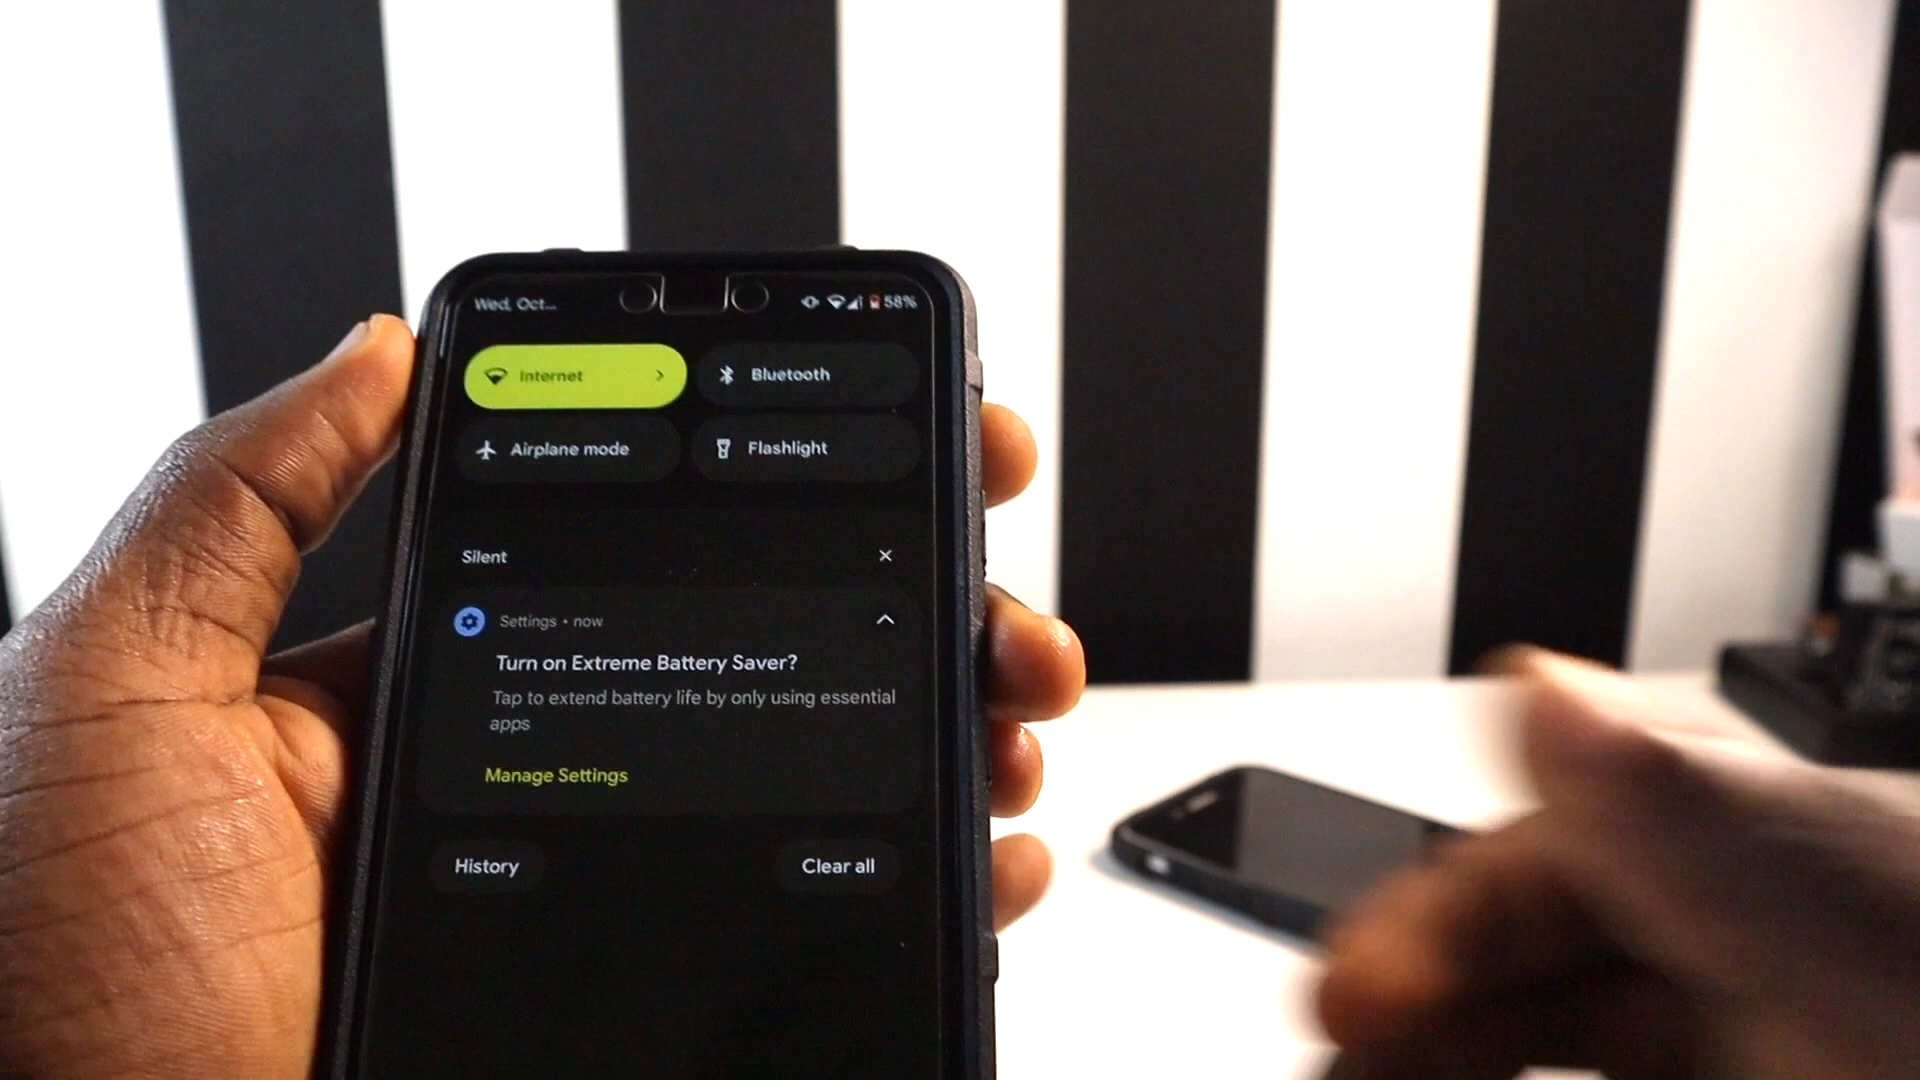 Wed, Oct...
58%
Internet
Bluetooth
Airplane mode
Flashlight
Silent
Settings • now
Turn on Extreme Battery Saver?
Tap to extend battery life by only using essential
apps
Manage Settings
History
Clear all